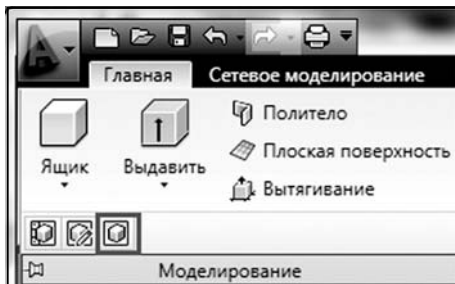 Главная Сетевое моделирование
Политело
Плоская поверхность
Ящик Выдавить
Вытягивание
Моделирование